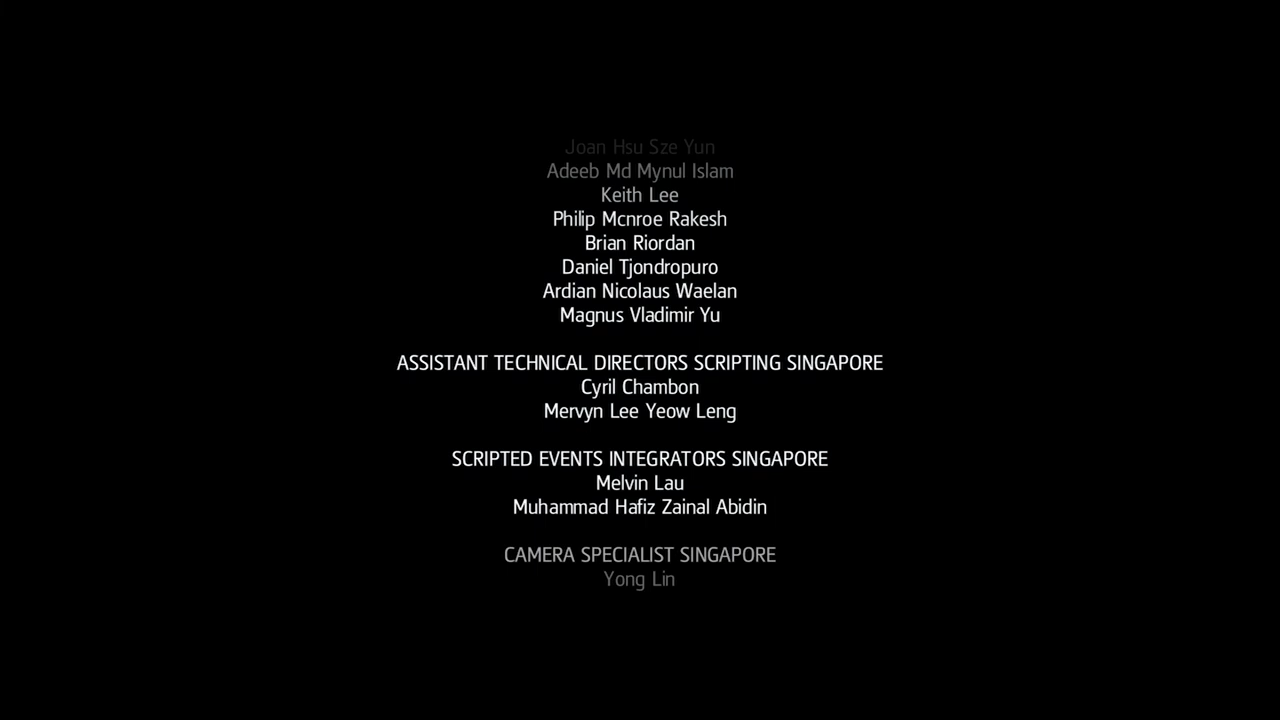 Joan Hsu Sze Yun
Adeeb Md Mynul Islam
Keith Lee
Philip Mcnroe Rakesh
Brian Riordan
Daniel Tjondropuro
Ardian Nicolaus Waelan
Magnus Vladimir Yu
ASSISTANT TECHNICAL DIRECTORS SCRIPTING SINGAPORE
Cyril Chambon
Mervyn Lee Yeow Leng
SCRIPTED EVENTS INTEGRATORS SINGAPORE
Melvin Lau
Muhammad Hafiz Zainal Abidin
CAMERA SPECIALIST SINGAPORE
Yong Lin